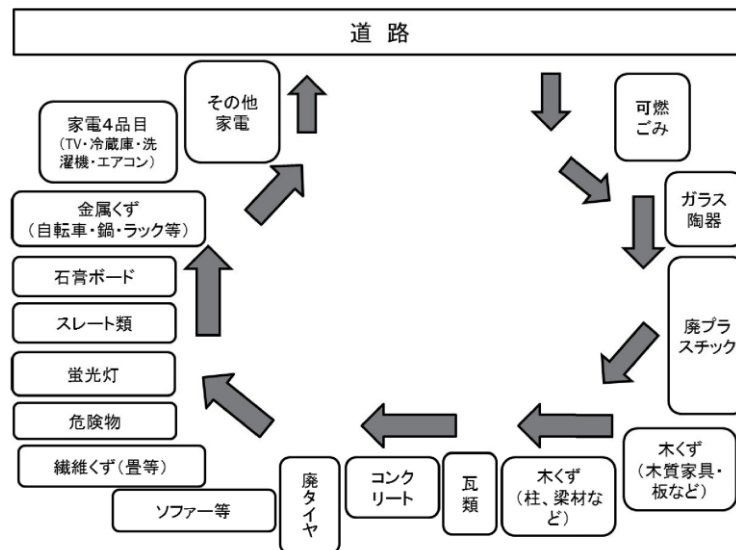 道 路
その他
家電
可燃
ごみ
家電４品目
（TV・冷蔵庫・洗
濯機・エアコン）
ガラス
陶器
金属くず
（自転車・鍋・ラック等）
石膏ボード
スレート類
廃プラ
スチック
蛍光灯
危険物
繊維くず（畳等）
ソファー等
廃タイヤ
コンク
リート
瓦類
木くず
（柱、梁材な
ど）
木くず
（木質家具・
板など）